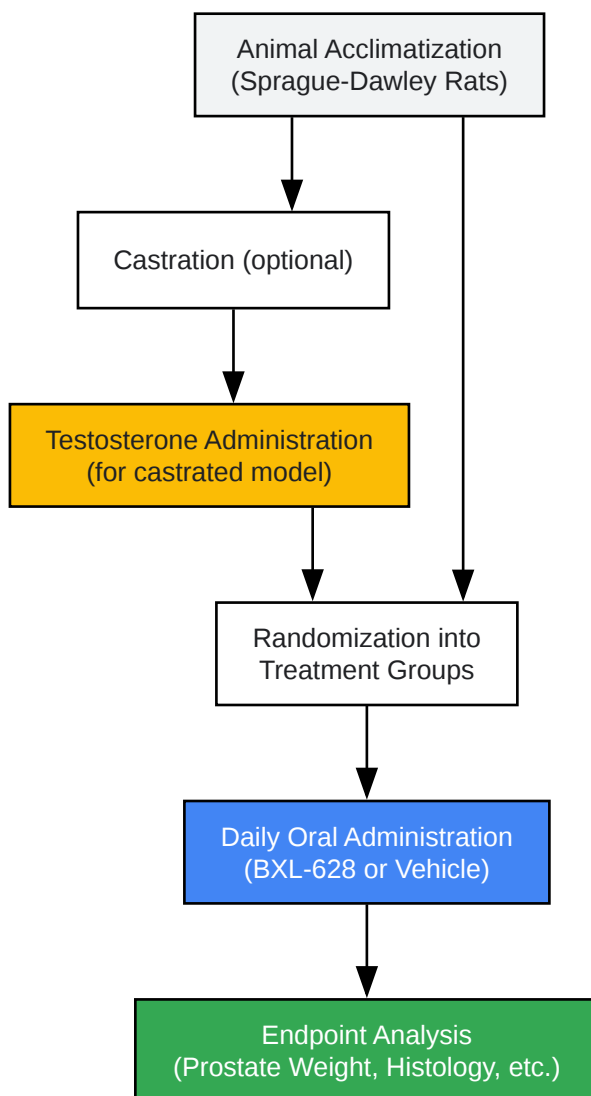 Animal Acclimatization
(Sprague-Dawley Rats)
Castration (optional)
Testosterone Administration
(for castrated model)
Randomization into
Treatment Groups
Daily Oral Administration
(BXL-628 or Vehicle)
Endpoint Analysis
(Prostate Weight, Histology, etc.)